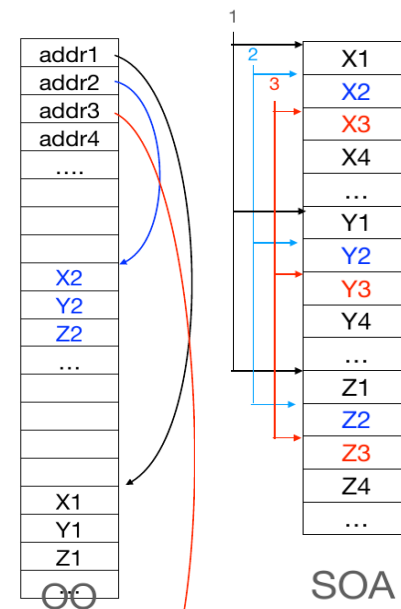 addr1
addr2
addr3
addr4
....
X2
Y2
Z2
...
X1
Y1
Z1
...
OO
1
2
3
X1
X2
X3
X4
...
Y1
Y2
Y3
Y4
...
Z1
Z2
Z3
Z4
...
SOA